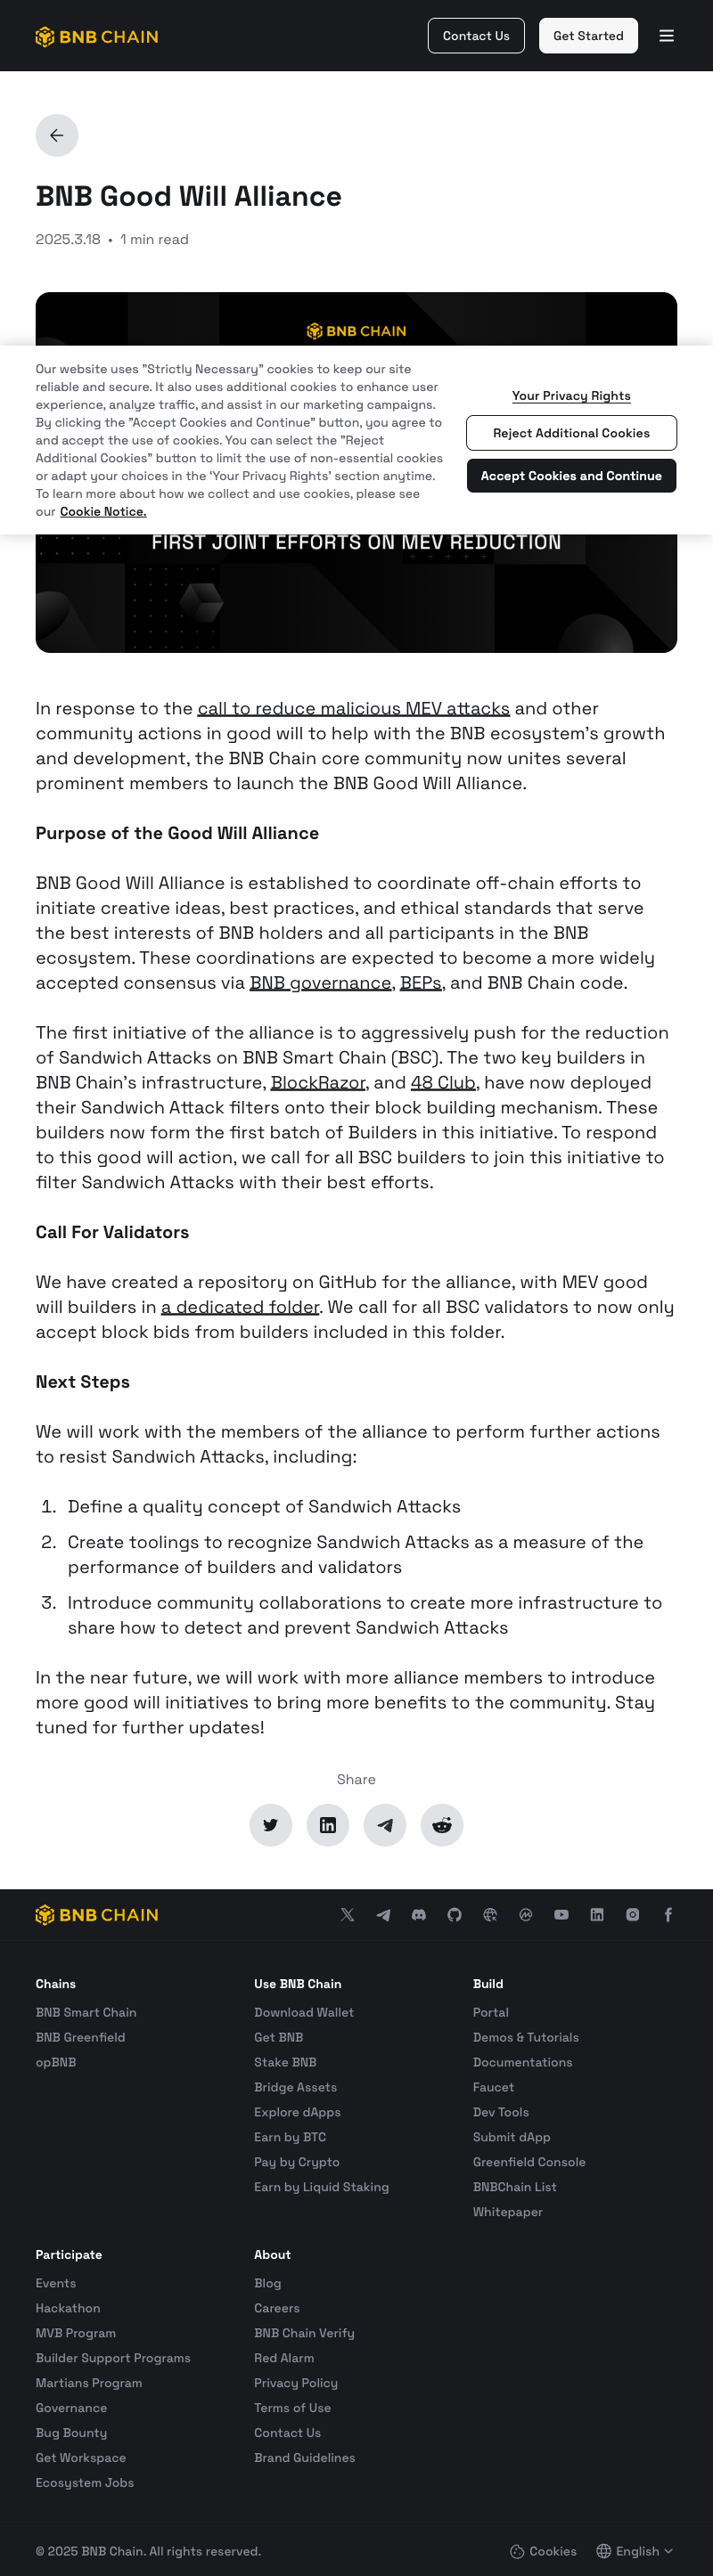 BNB CHAIN
Contact Us
Get Started
BNB Good Will Alliance
2025.3.18 • 1 min read
BNB CHAIN
Our website uses "Strictly Necessary" cookies to keep our site
reliable and secure. It also uses additional cookies to enhance user
experience, analyze traffic, and assist in our marketing campaigns.
By clicking the "Accept Cookies and Continue" button, you agree to
and accept the use of cookies. You can select the "Reject
Additional Cookies" button to limit the use of non-essential cookies
or adapt your choices in the 'Your Privacy Rights' section anytime.
To learn more about how we collect and use cookies, please see
our Cookie Notice.
Your Privacy Rights
Reject Additional Cookies
Accept Cookies and Continue
FIRST JOINT EFFORTS ON MEV REDUCTION
In response to the call to reduce malicious MEV attacks and other
community actions in good will to help with the BNB ecosystem's growth
and development, the BNB Chain core community now unites several
prominent members to launch the BNB Good Will Alliance.
Purpose of the Good Will Alliance
BNB Good Will Alliance is established to coordinate off-chain efforts to
initiate creative ideas, best practices, and ethical standards that serve
the best interests of BNB holders and all participants in the BNB
ecosystem. These coordinations are expected to become a more widely
accepted consensus via BNB governance, BEPs, and BNB Chain code.
The first initiative of the alliance is to aggressively push for the reduction
of Sandwich Attacks on BNB Smart Chain (BSC). The two key builders in
BNB Chain's infrastructure, BlockRazor, and 48 Club, have now deployed
their Sandwich Attack filters onto their block building mechanism. These
builders now form the first batch of Builders in this initiative. To respond
to this good will action, we call for all BSC builders to join this initiative to
filter Sandwich Attacks with their best efforts.
Call For Validators
We have created a repository on GitHub for the alliance, with MEV good
will builders in a dedicated folder. We call for all BSC validators to now only
accept block bids from builders included in this folder.
Next Steps
We will work with the members of the alliance to perform further actions
to resist Sandwich Attacks, including:
1. Define a quality concept of Sandwich Attacks
2. Create toolings to recognize Sandwich Attacks as a measure of the
performance of builders and validators
3. Introduce community collaborations to create more infrastructure to
share how to detect and prevent Sandwich Attacks
In the near future, we will work with more alliance members to introduce
more good will initiatives to bring more benefits to the community. Stay
tuned for further updates!
Share
BNB CHAIN
Chains
BNB Smart Chain
BNB Greenfield
opBNB
Use BNB Chain
Download Wallet
Get BNB
Stake BNB
Bridge Assets
Explore dApps
Earn by BTC
Pay by Crypto
Earn by Liquid Staking
Build
Portal
Demos & Tutorials
Documentations
Faucet
Dev Tools
Submit dApp
Greenfield Console
BNBChain List
Whitepaper
Participate
Events
Hackathon
MVB Program
Builder Support Programs
Martians Program
Governance
Bug Bounty
Get Workspace
Ecosystem Jobs
About
Blog
Careers
BNB Chain Verify
Red Alarm
Privacy Policy
Terms of Use
Contact Us
Brand Guidelines
© 2025 BNB Chain. All rights reserved.
Cookies
English